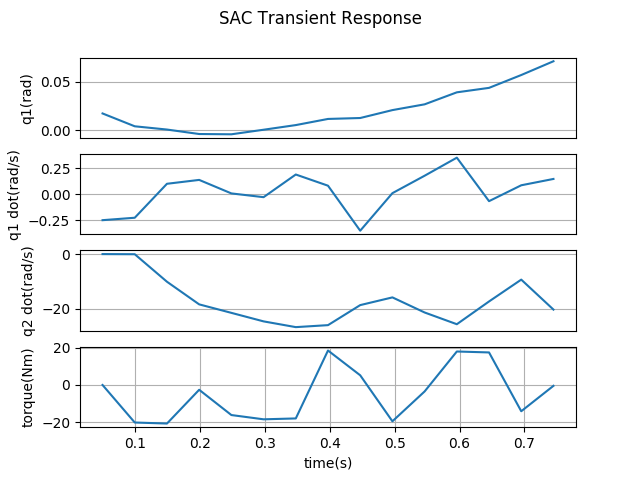 SAC Transient Response
q1(rad)
0.05
0.00
q1 dot(rad/s)
0.25
0.00
−0.25
q2 dot(rad/s)
0
−20
torque(Nm)
20
0
−20
0.1 0.2 0.3 0.4 0.5 0.6 0.7
time(s)